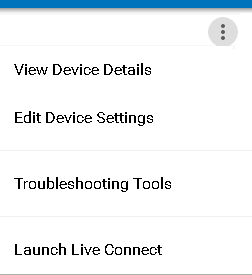 View Device Details
Edit Device Settings
Troubleshooting Tools
Launch Live Connect